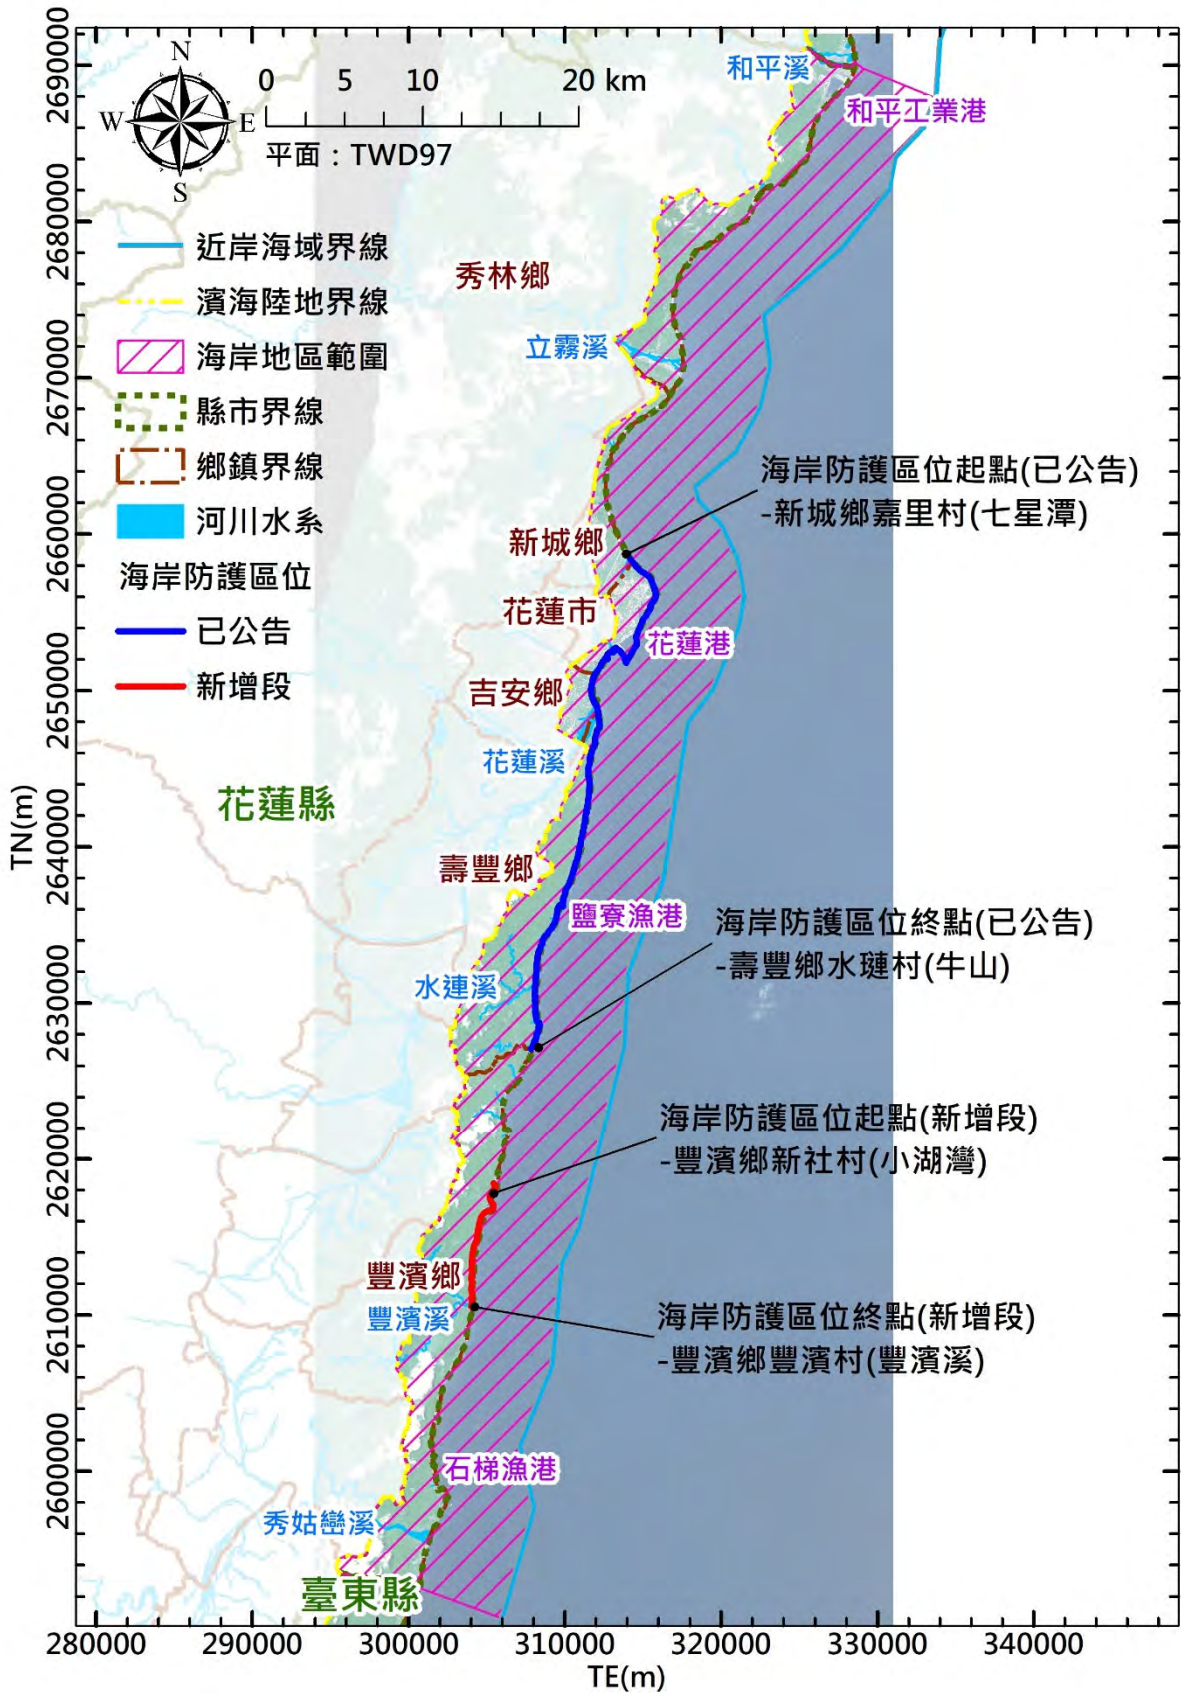 N
W
E
S
0 5 10 20 km
平面：TWD97
近岸海域界線
濱海陸地界線
海岸地區範圍
縣市界線
鄉鎮界線
河川水系
海岸防護區位
已公告
新增段
和平溪
和平工業港
秀林鄉
立霧溪
海岸防護區位起點(已公告)
-新城鄉嘉里村(七星潭)
新城鄉
花蓮市
花蓮港
吉安鄉
花蓮溪
花蓮縣
壽豐鄉
鹽寮漁港
海岸防護區位終點(已公告)
-壽豐鄉水璉村(牛山)
水連溪
海岸防護區位起點(新增段)
-豐濱鄉新社村(小湖灣)
豐濱鄉
豐濱溪
海岸防護區位終點(新增段)
-豐濱鄉豐濱村(豐濱溪)
石梯漁港
秀姑巒溪
臺東縣
TN(m)
2690000
2680000
2670000
2660000
2650000
2640000
2630000
2620000
2610000
2600000
280000 290000 300000 310000 320000 330000 340000
TE(m)